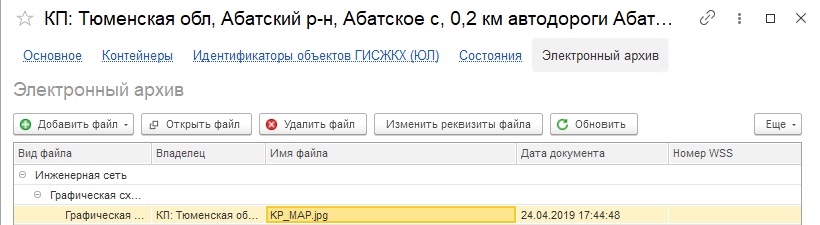 КП: Тюменская обл, Абатский р-н, Абатское с, 0,2 км автодороги Абат...
Основное Контейнеры Идентификаторы объектов ГИСЖКХ (ЮЛ) Состояния Электронный архив
Электронный архив
Добавить файл Открыть файл Удалить файл Изменить реквизиты файла Обновить Еще
Вид файла Владелец Имя файла Дата документа Номер WSS
Инженерная сеть
Графическая сх...
Графическая ... КП: Тюменская об... KP_MAP.jpg 24.04.2019 17:44:48